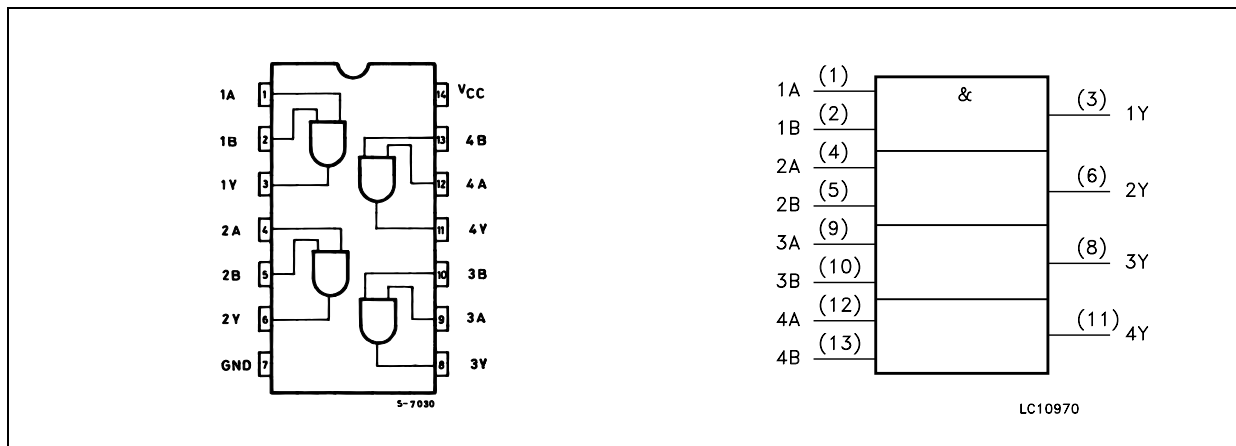 1A 1 14 VCC
1B 2 13 4B
1Y 3 12 4A
2A 4 11 4Y
2B 5 10 3B
2Y 6 9 3A
GND 7 8 3Y
S-7030
&
1A (1)
1B (2)
2A (4)
2B (5)
3A (9)
3B (10)
4A (12)
4B (13)
(3) 1Y
(6) 2Y
(8) 3Y
(11) 4Y
LC10970